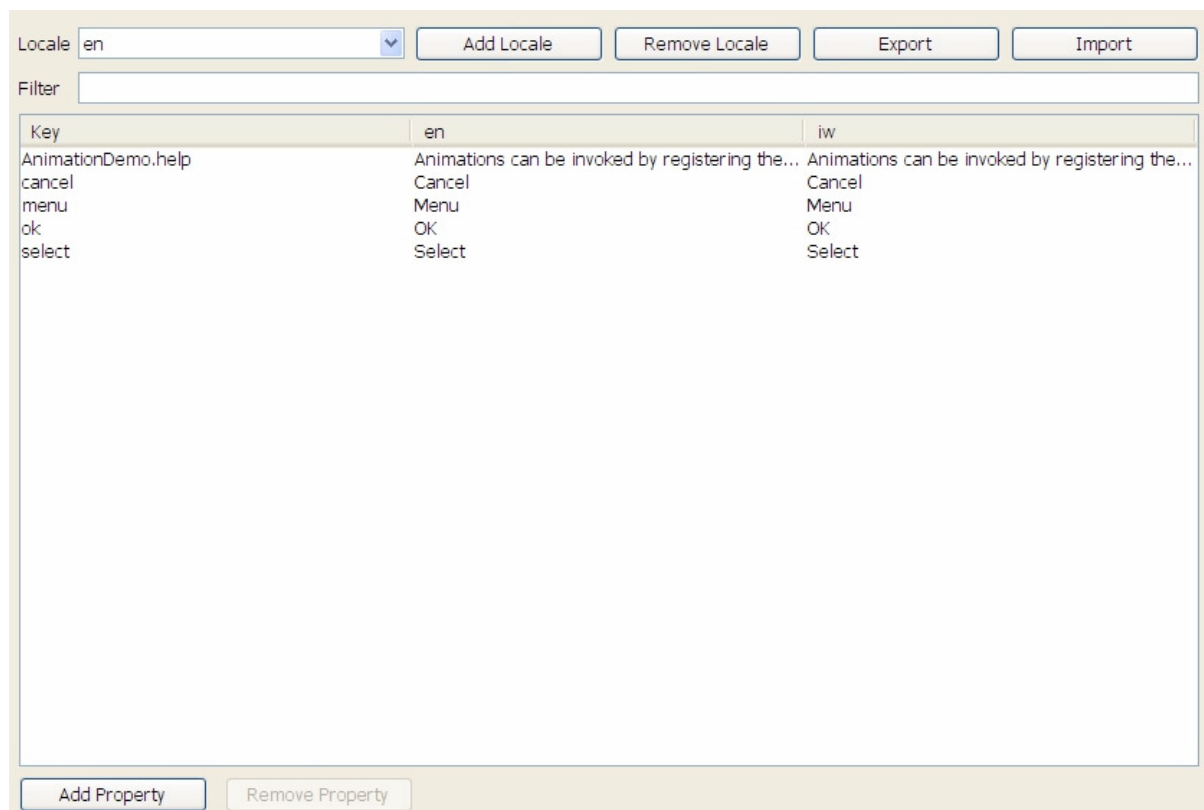 Locale en Add Locale Remove Locale Export Import
Filter
Key en iw
AnimationDemo.help Animations can be invoked by registering the... Animations can be invoked by registering the...
cancel Cancel Cancel
menu Menu Menu
ok OK OK
select Select Select
Add Property Remove Property